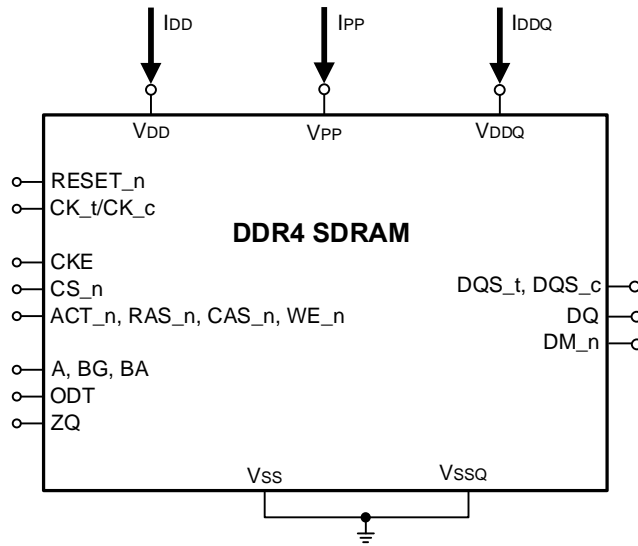 IDD IPP IDDQ
VDD VPP VDDQ
RESET_n
CK_t/CK_c
DDR4 SDRAM
CKE
CS_n
DQS_t, DQS_c
ACT_n, RAS_n, CAS_n, WE_n
DQ
DM_n
A, BG, BA
ODT
ZQ
VSS VSSQ